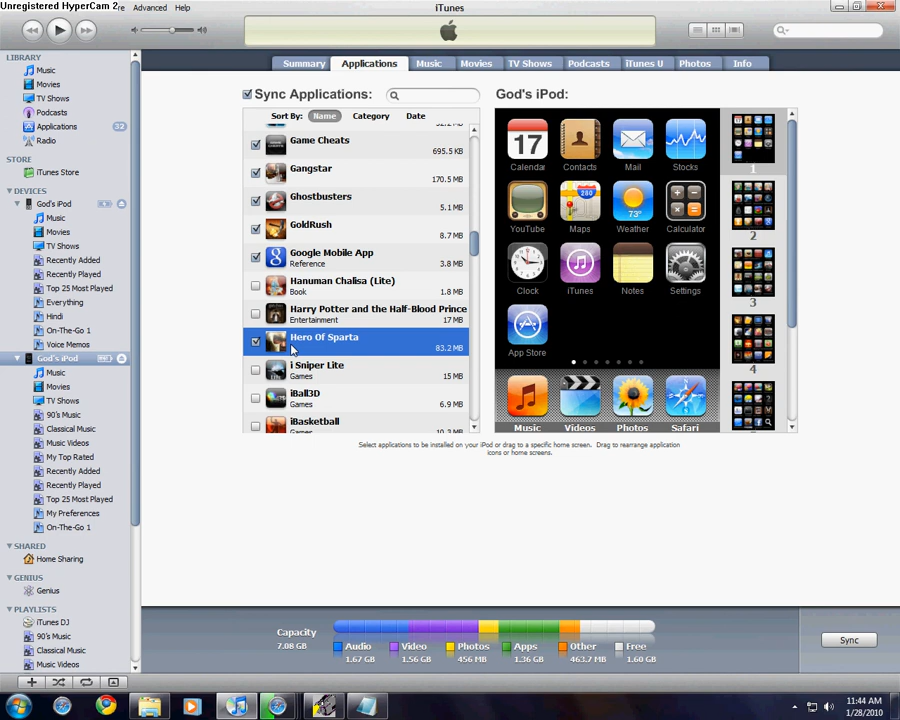 Unregistered HyperCam 2
re Advanced Help
iTunes
LIBRARY
Music
Movies
TV Shows
Podcasts
Applications 32
Radio
STORE
iTunes Store
DEVICES
God's iPod
Music
Movies
TV Shows
Recently Added
Recently Played
Top 25 Most Played
Everything
Hindi
On-The-Go 1
Voice Memos
God's iPod
Music
Movies
TV Shows
90's Music
Classical Music
Music Videos
My Top Rated
Recently Added
Recently Played
Top 25 Most Played
My Preferences
On-The-Go 1
SHARED
Home Sharing
GENIUS
Genius
PLAYLISTS
iTunes DJ
90's Music
Classical Music
Music Videos
Summary Applications Music Movies TV Shows Podcasts iTunes U Photos Info
Sync Applications:
Sort By: Name Category Date
Game Cheats
695.5 KB
Gangstar
170.5 MB
Ghostbusters
5.1 MB
GoldRush
8.7 MB
Google Mobile App
Reference 3.8 MB
Hanuman Chalisa (Lite)
Book 1.8 MB
Harry Potter and the Half-Blood Prince
Entertainment 17 MB
Hero Of Sparta
83.2 MB
i Sniper Lite
Games 15 MB
iBall3D
Games 6.9 MB
iBasketball
God's iPod:
17
Calendar Contacts Mail Stocks
280
73°
YouTube Maps Weather Calculator
Clock iTunes Notes Settings
App Store
Music Videos Photos Safari
1
2
3
4
Select applications to be installed on your iPod or drag to a specific home screen. Drag to rearrange application
icons or home screens.
Capacity
7.08 GB
Audio Video Photos Apps Other Free
1.67 GB 1.56 GB 456 MB 1.36 GB 463.7 MB 1.60 GB
Sync
11:44 AM
1/28/2010